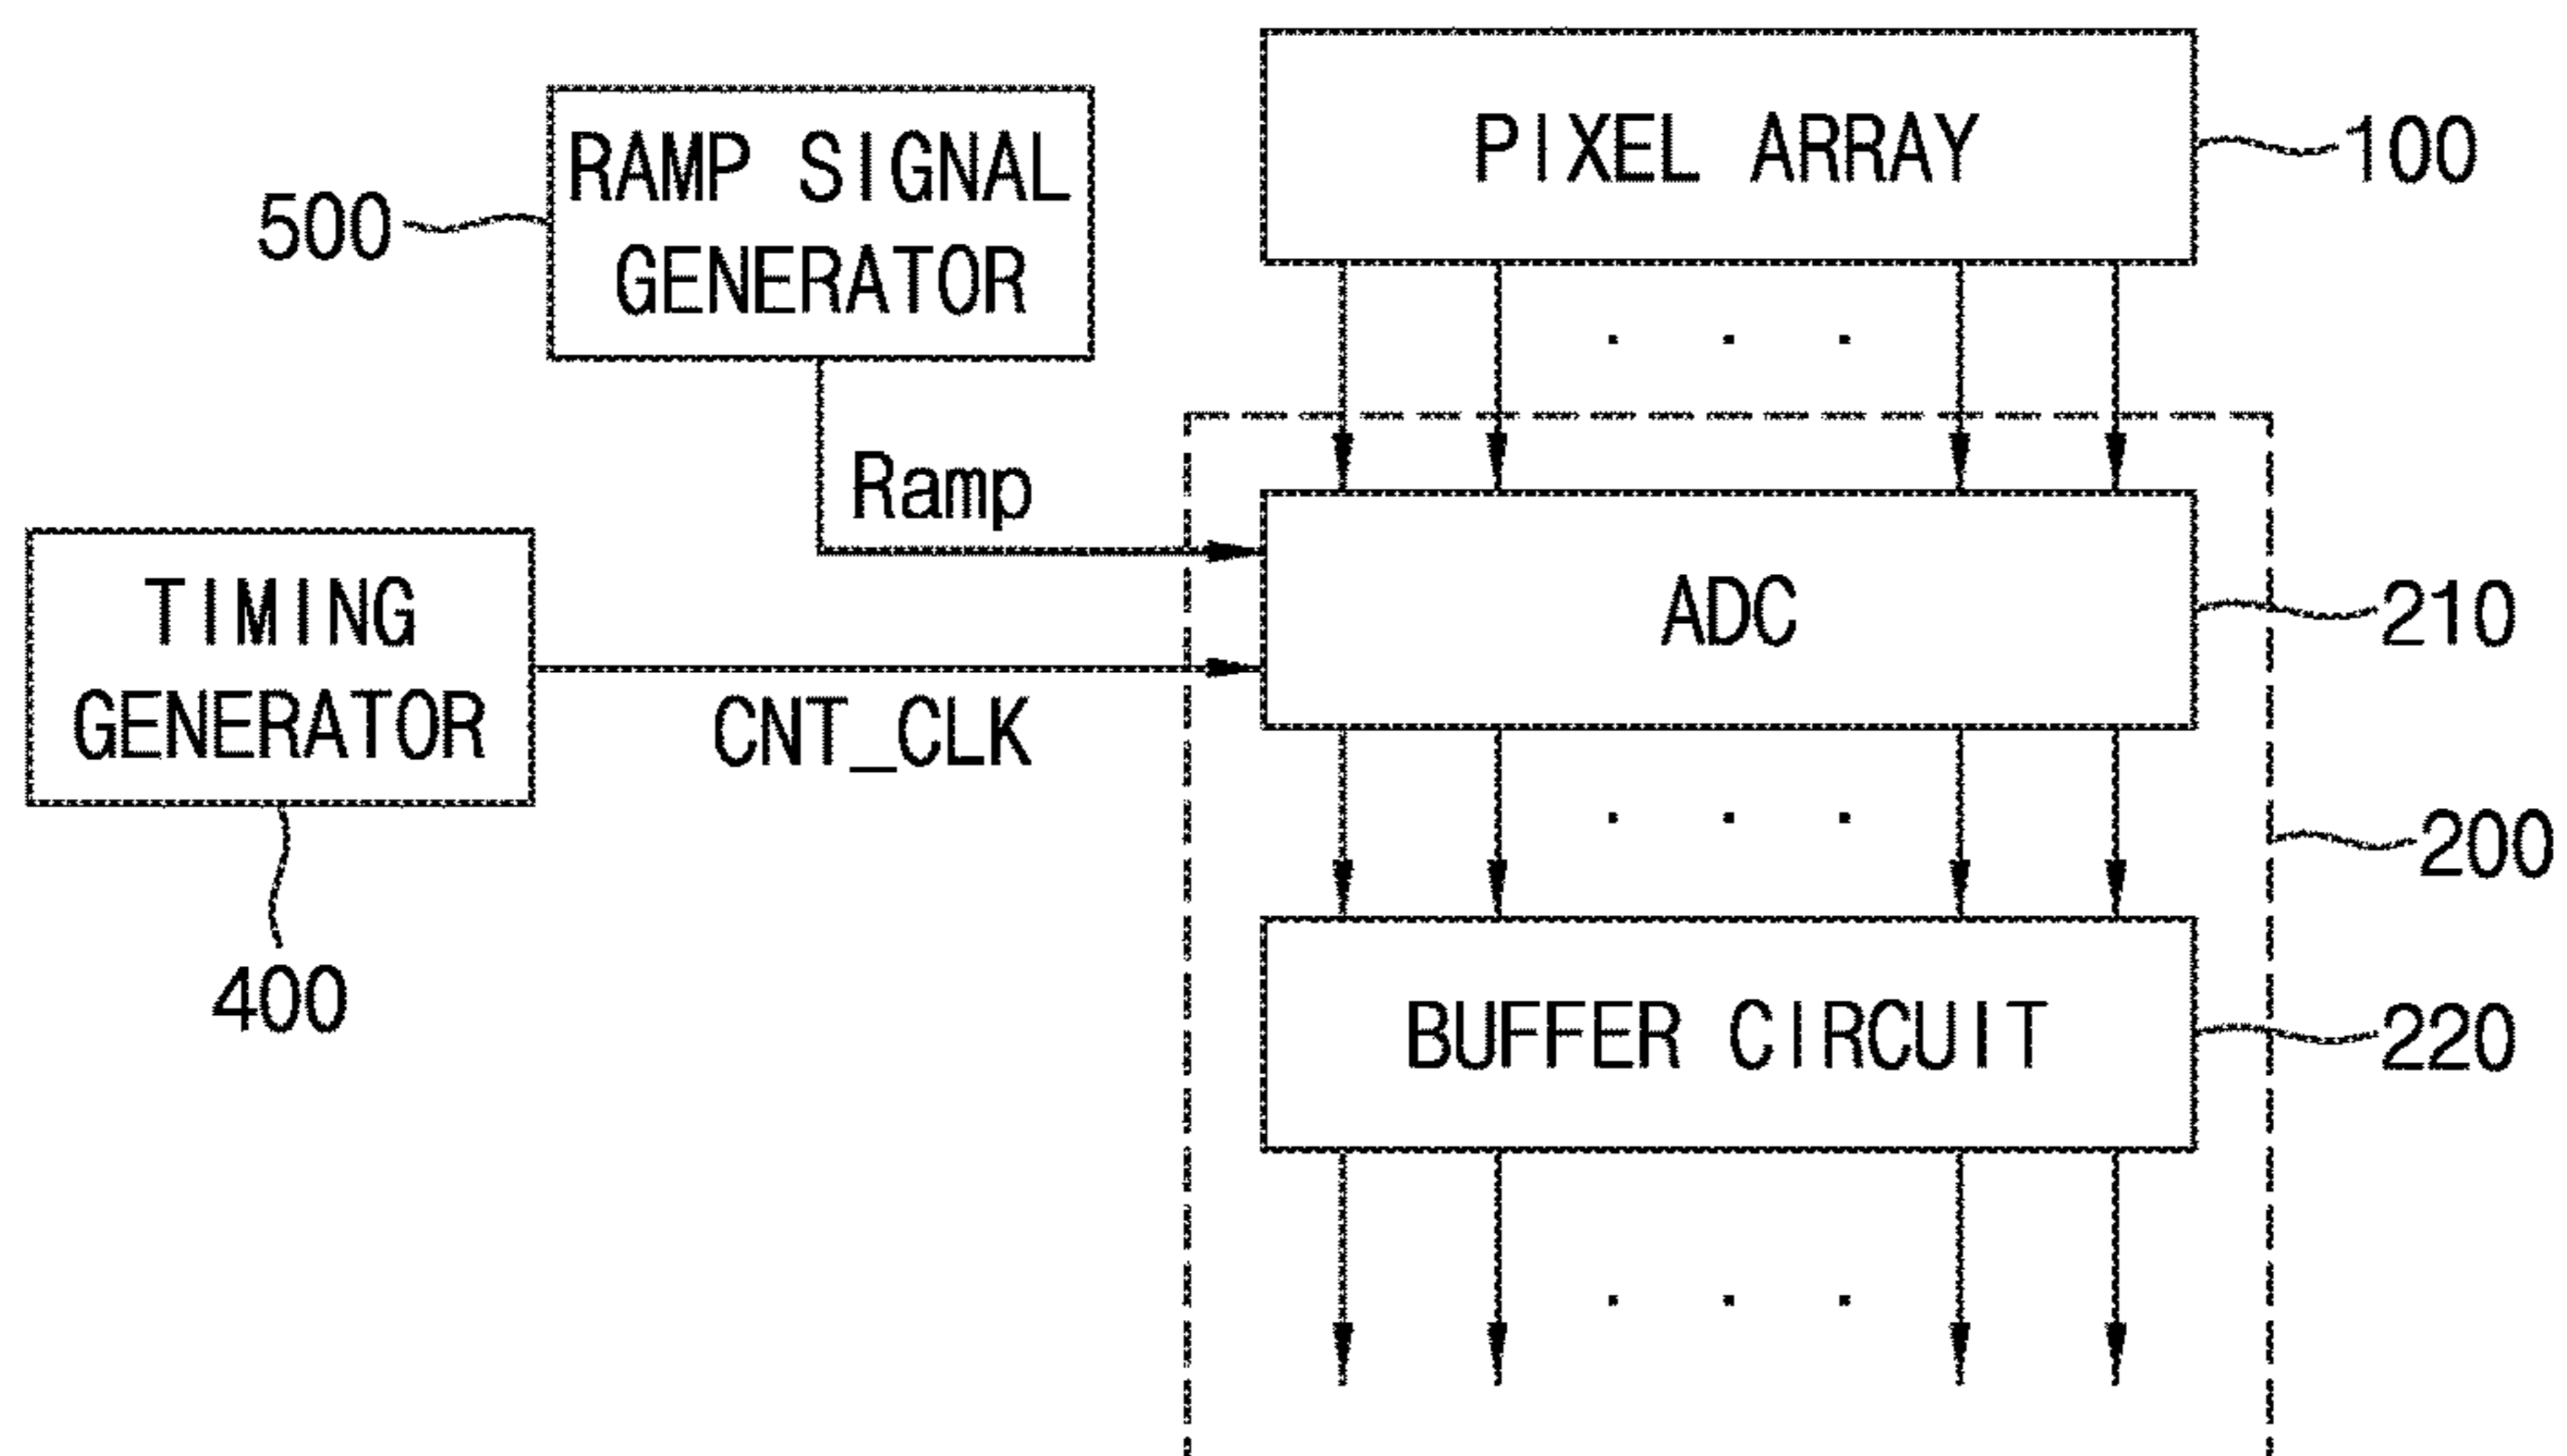 PIXEL ARRAY
100
RAMP SIGNAL
GENERATOR
500
Ramp
TIMING
GENERATOR
400
CNT_CLK
ADC
210
200
BUFFER CIRCUIT
220